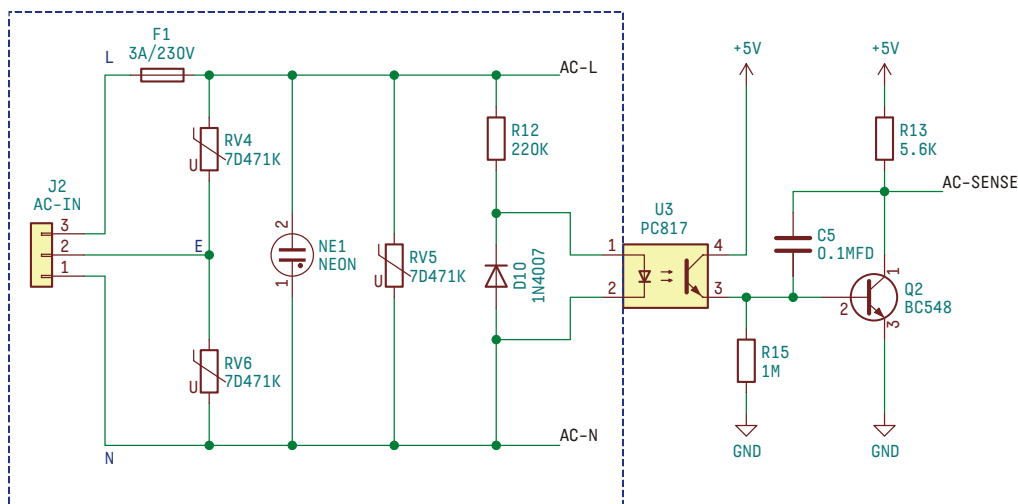 F1
3A/230V
L
AC-L
+5V
+5V
RV4
7D471K
U
R12
220K
R13
5.6K
AC-SENSE
J2
AC-IN
3
2
1
E
2
NE1
NEON
1
RV5
7D471K
U
D10
1N4007
U3
PC817
1
2
4
3
C5
0.1MFD
1
2
3
Q2
BC548
R15
1M
RV6
7D471K
U
GND
GND
AC-N
N